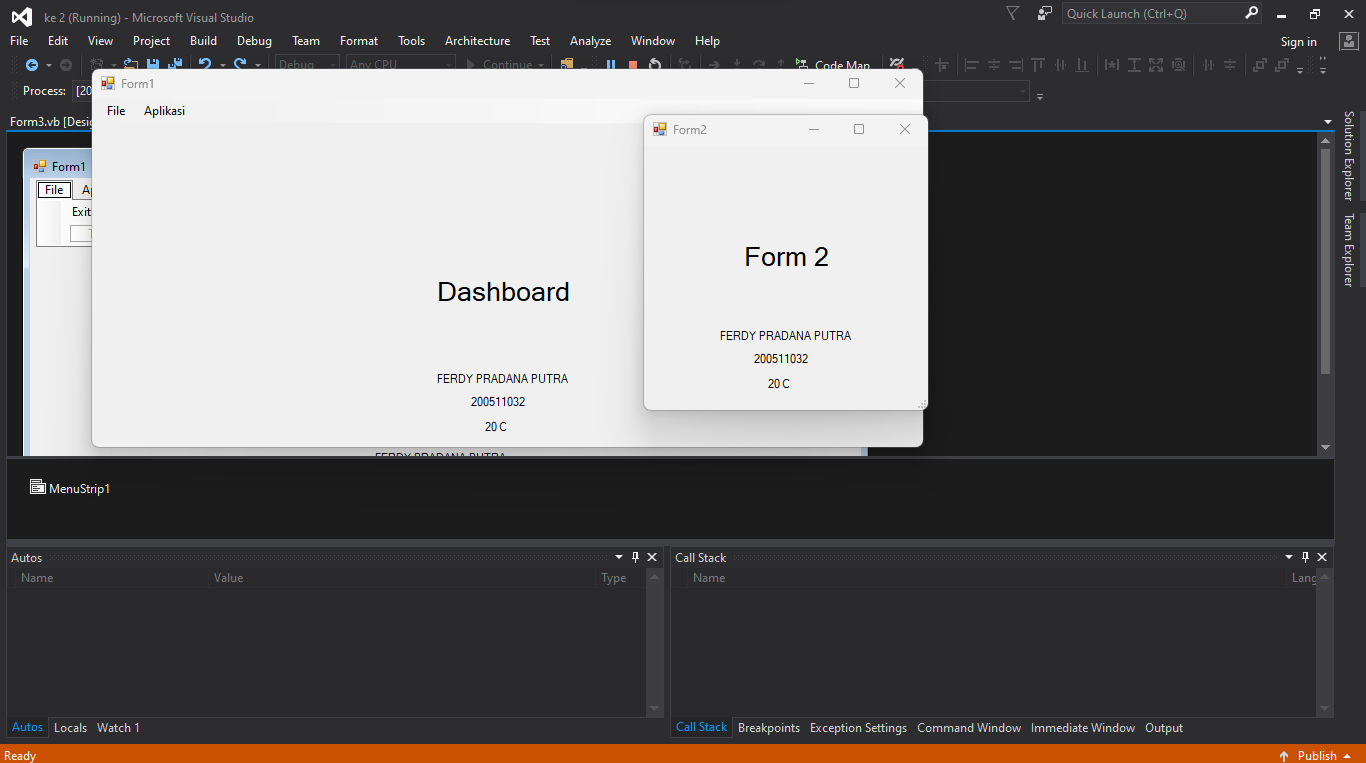 ke 2 (Running) - Microsoft Visual Studio
Quick Launch (Ctrl+Q)
File Edit View Project Build Debug Team Format Tools Architecture Test Analyze Window Help
Sign in
Debug Any CPU Continue Code Map
Process: [20
Form3.vb [Desig
Form1
File Aplikasi
Dashboard
FERDY PRADANA PUTRA
200511032
20 C
Form2
Form 2
FERDY PRADANA PUTRA
200511032
20 C
Form1
File Ap
Exit
FERDY PRADANA PUTRA
Solution Explorer
Team Explorer
MenuStrip1
Autos
Name Value Type
Autos Locals Watch 1
Call Stack
Name Lang
Call Stack Breakpoints Exception Settings Command Window Immediate Window Output
Ready
Publish